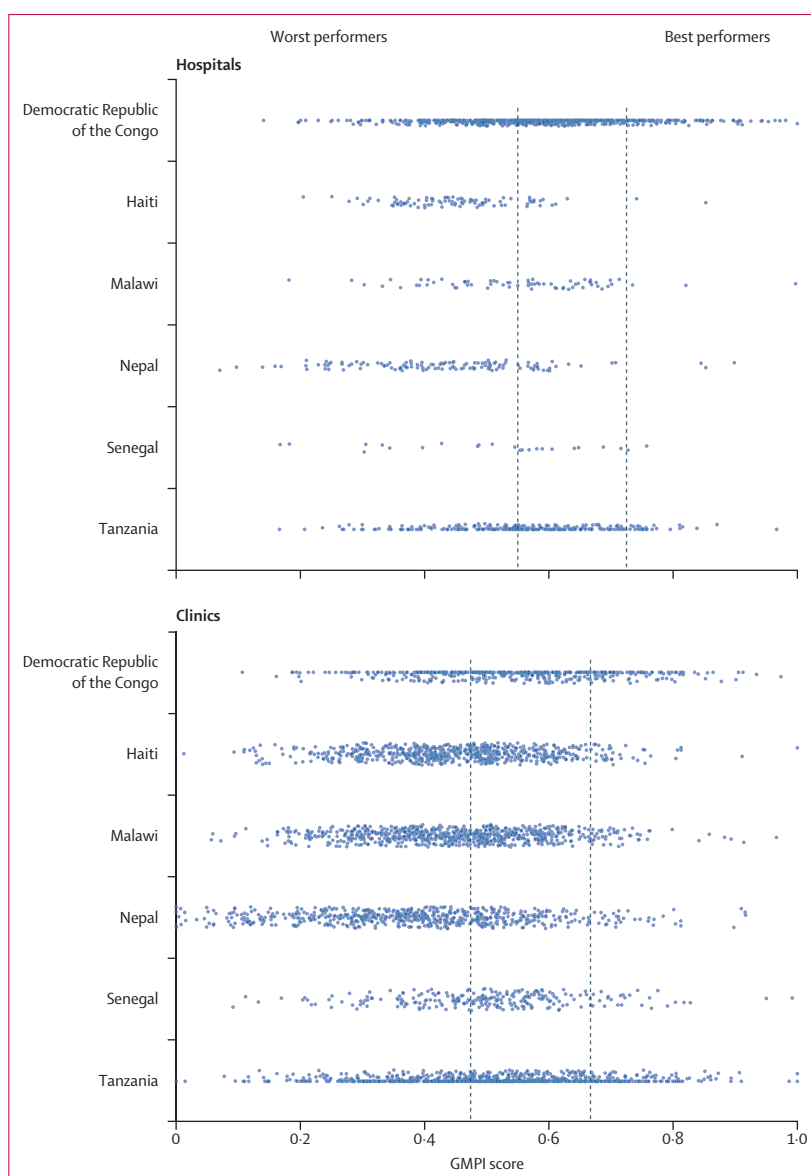 Worst performers
Best performers
Hospitals
Democratic Republic
of the Congo
Haiti
Malawi
Nepal
Senegal
Tanzania
Clinics
Democratic Republic
of the Congo
Haiti
Malawi
Nepal
Senegal
Tanzania
0
0·2
0·4
0·6
0·8
1·0
GMPI score